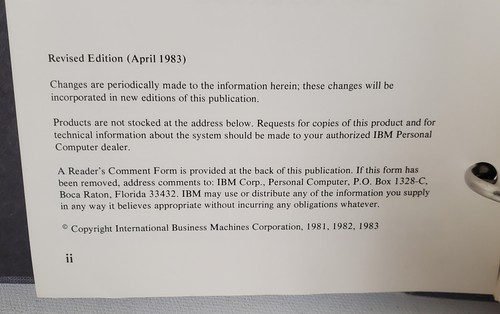 Revised Edition (April 1983)
Changes are periodically made to the information herein; these changes will be
incorporated in new editions of this publication.
Products are not stocked at the address below. Requests for copies of this product and for
technical information about the system should be made to your authorized IBM Personal
Computer dealer.
A Reader's Comment Form is provided at the back of this publication. If this form has
been removed, address comments to: IBM Corp., Personal Computer, P.O. Box 1328-C,
Boca Raton, Florida 33432. IBM may use or distribute any of the information you supply
in any way it believes appropriate without incurring any obligations whatever.
© Copyright International Business Machines Corporation, 1981, 1982, 1983
ii